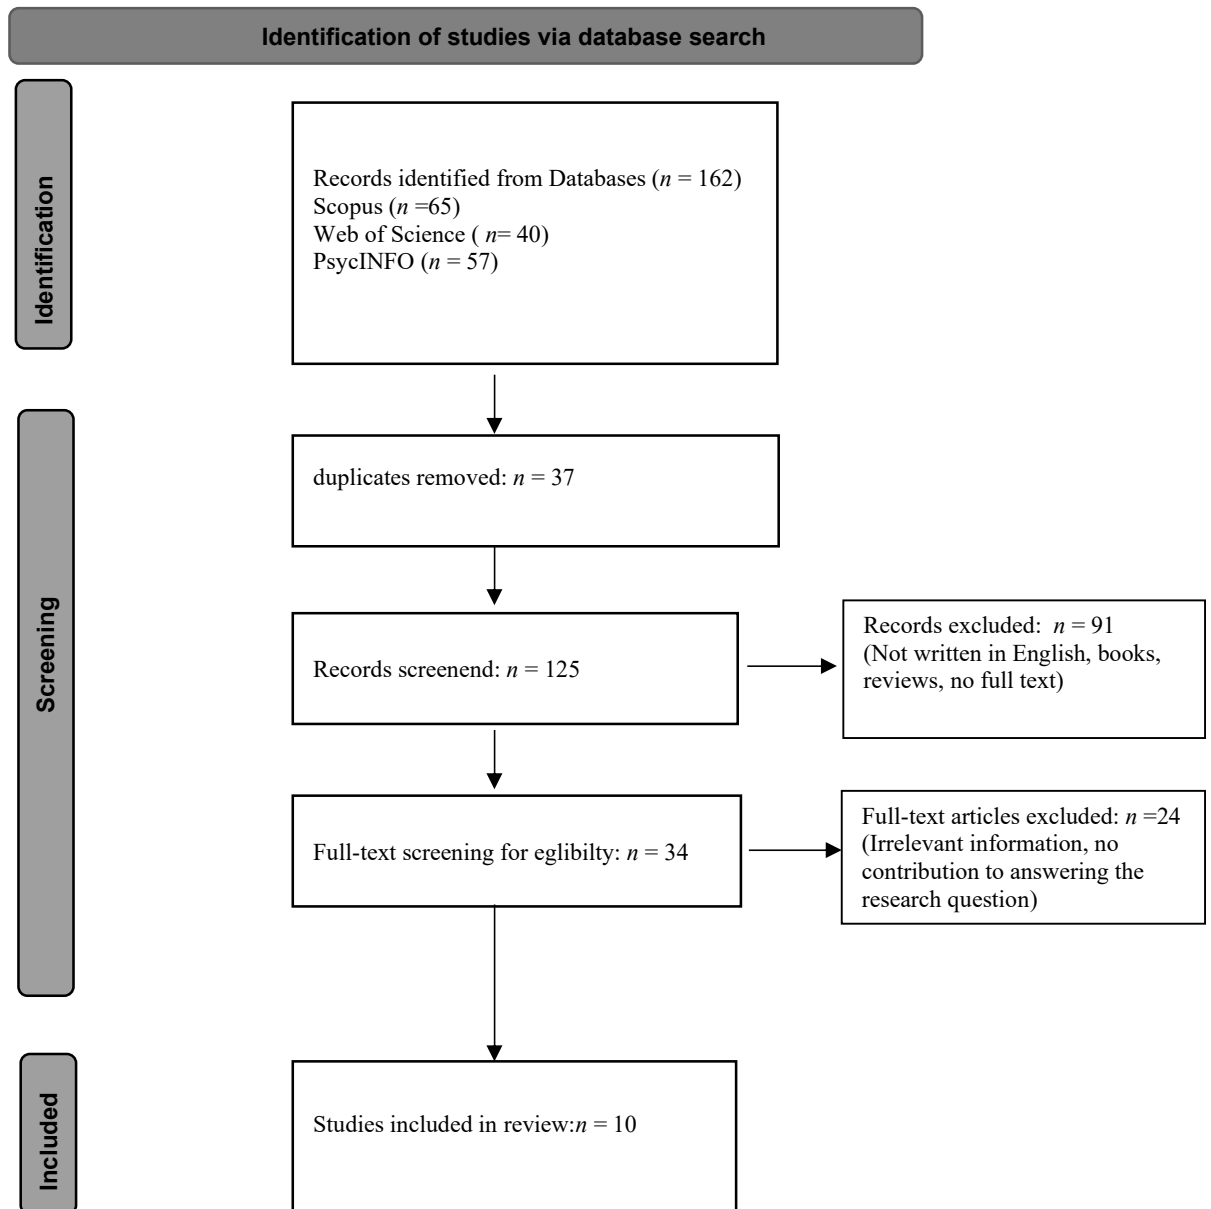 Identification of studies via database search
Identification
Records identified from Databases (n = 162)
Scopus (n =65)
Web of Science ( n= 40)
PsycINFO (n = 57)
Screening
duplicates removed: n = 37
Records screenend: n = 125
Records excluded:  n = 91
(Not written in English, books,
reviews, no full text)
Full-text screening for eglibilty: n = 34
Full-text articles excluded: n =24
(Irrelevant information, no
contribution to answering the
research question)
Included
Studies included in review:n = 10